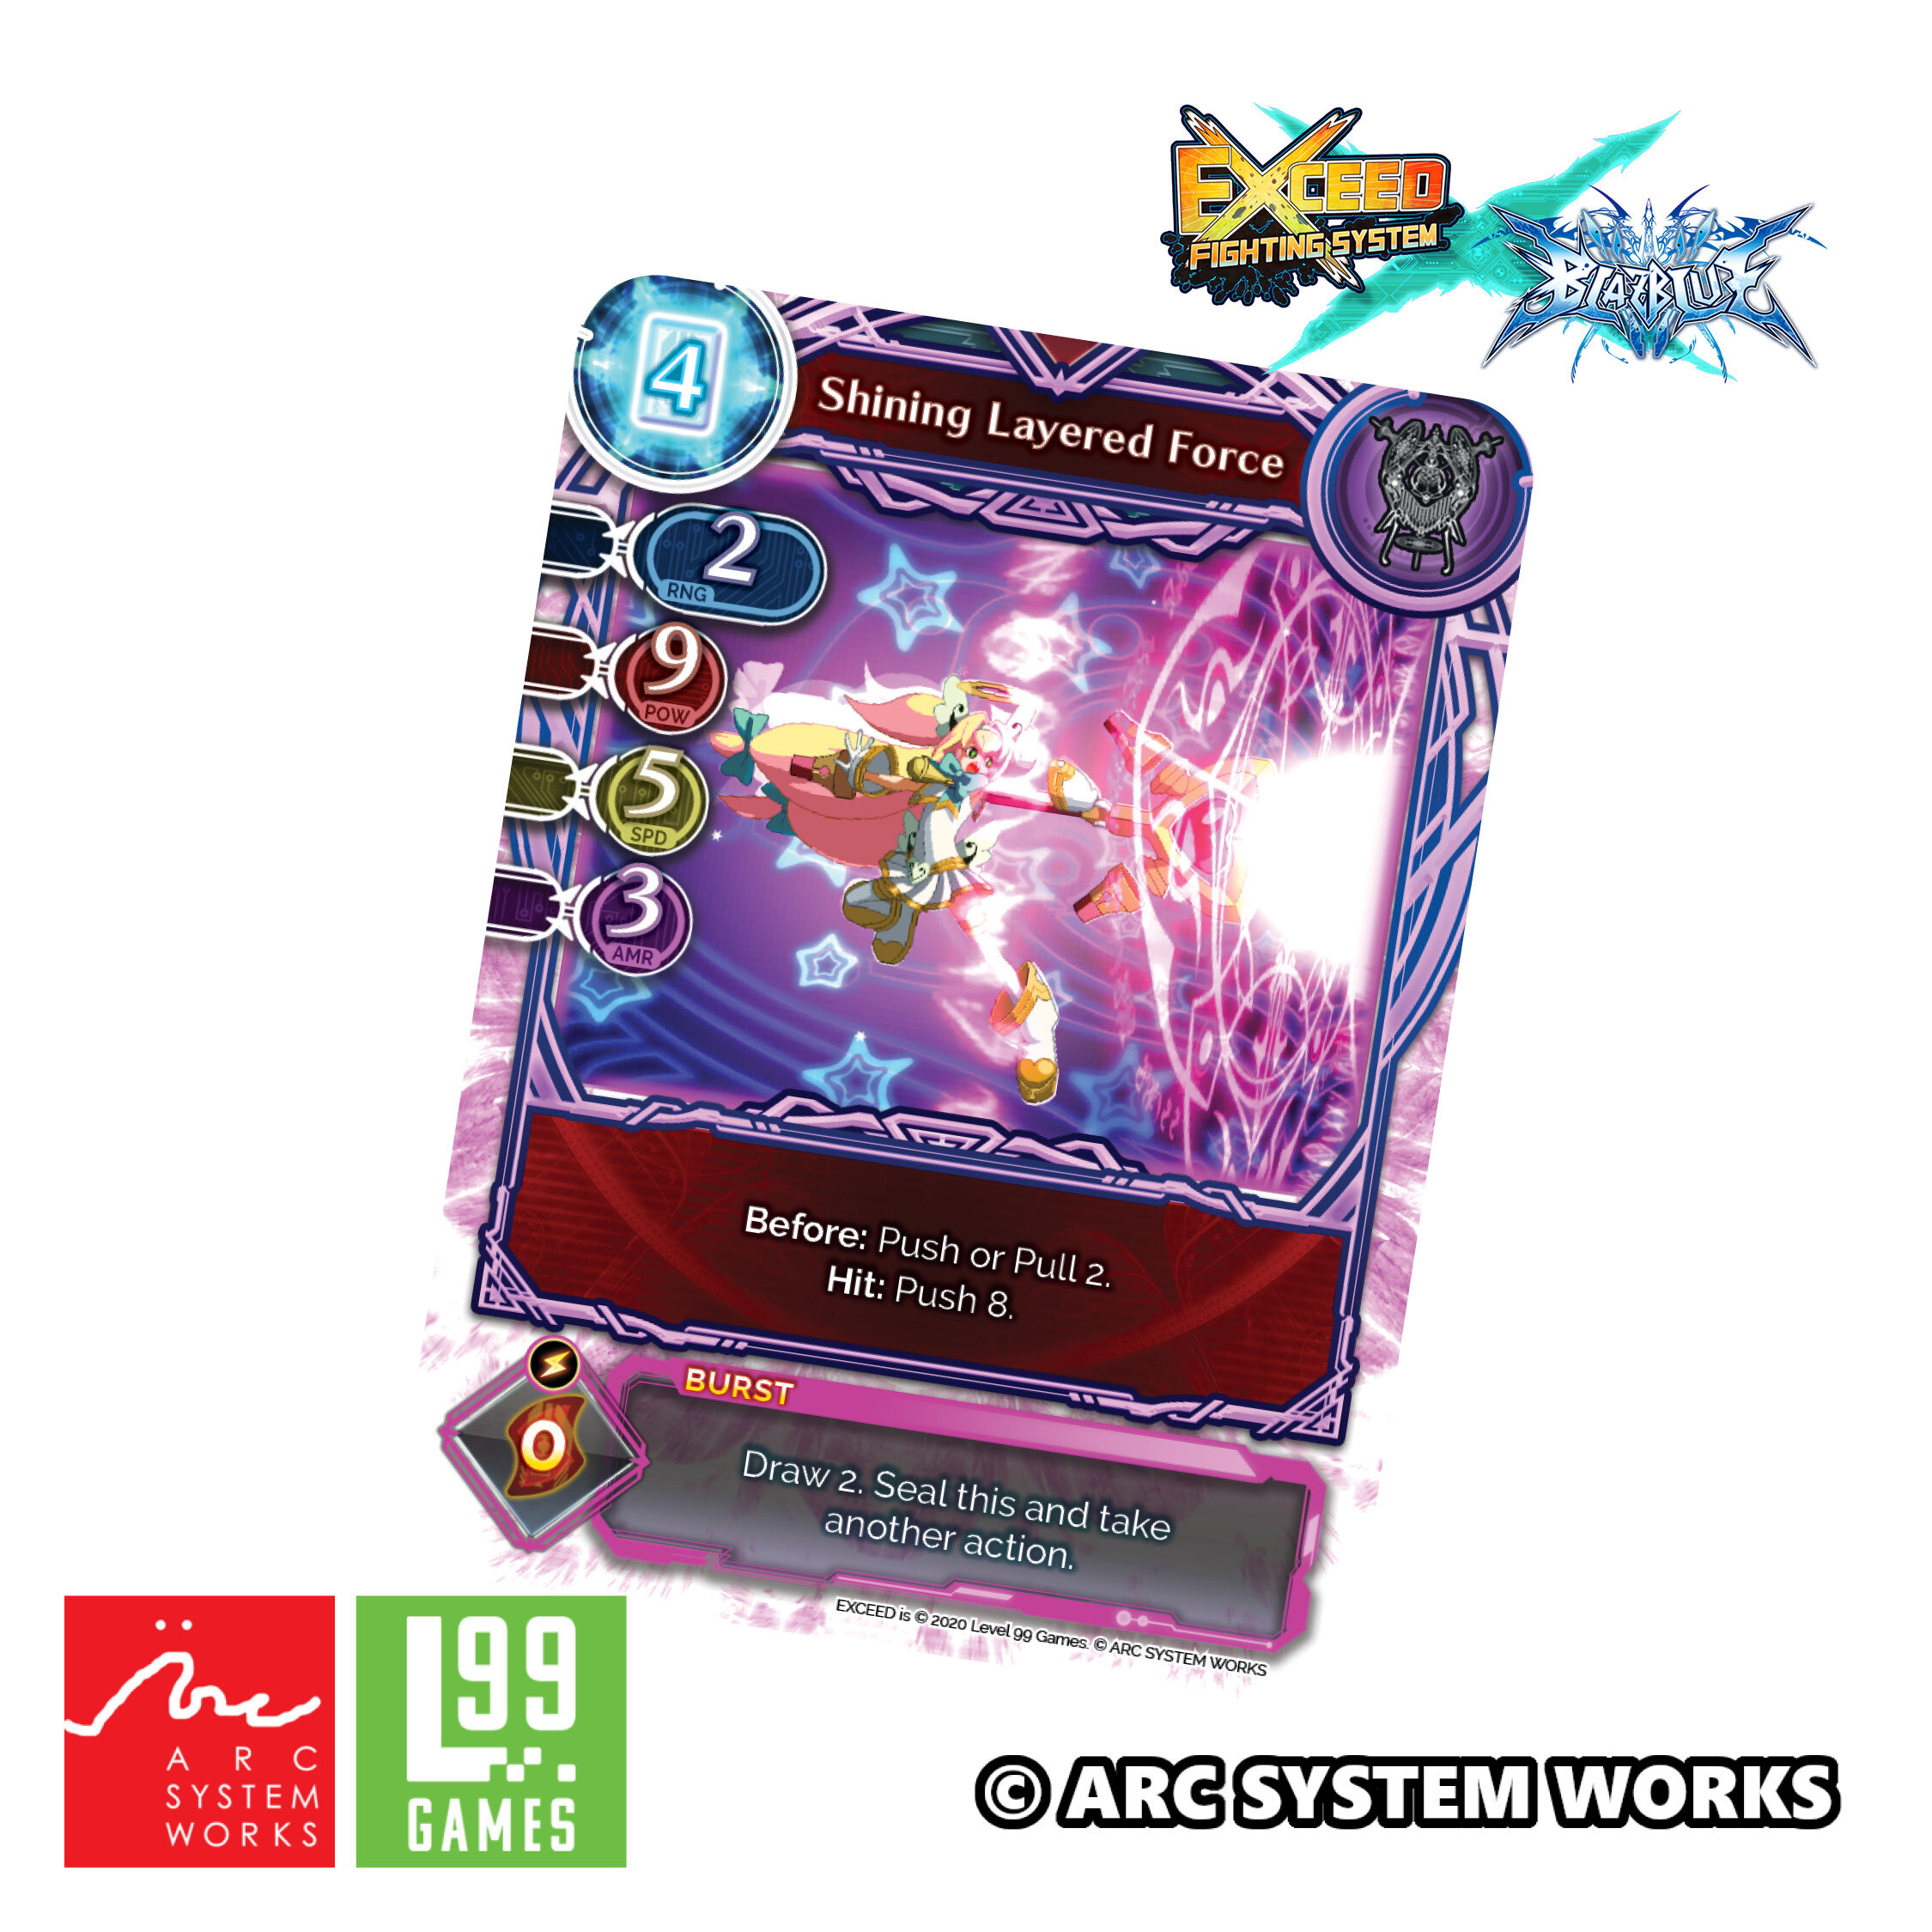 EXCEED
FIGHTING SYSTEM
BLAZBLUE
4
Shining Layered Force
2
RNG
9
POW
5
SPD
3
AMR
Before: Push or Pull 2.
Hit: Push 8.
BURST
0
Draw 2. Seal this and take
another action.
EXCEED is © 2020 Level 99 Games. © ARC SYSTEM WORKS
Arc
ARC
SYSTEM
WORKS
L99
GAMES
© ARC SYSTEM WORKS